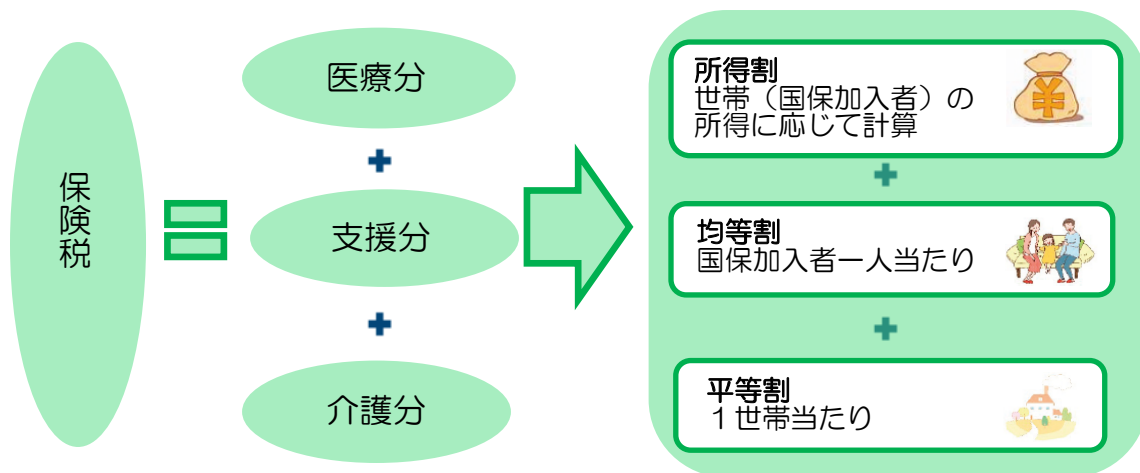 保険税
医療分
+
支援分
+
介護分
所得割
世帯（国保加入者）の
所得に応じて計算
+
均等割
国保加入者一人当たり
+
平等割
１世帯当たり